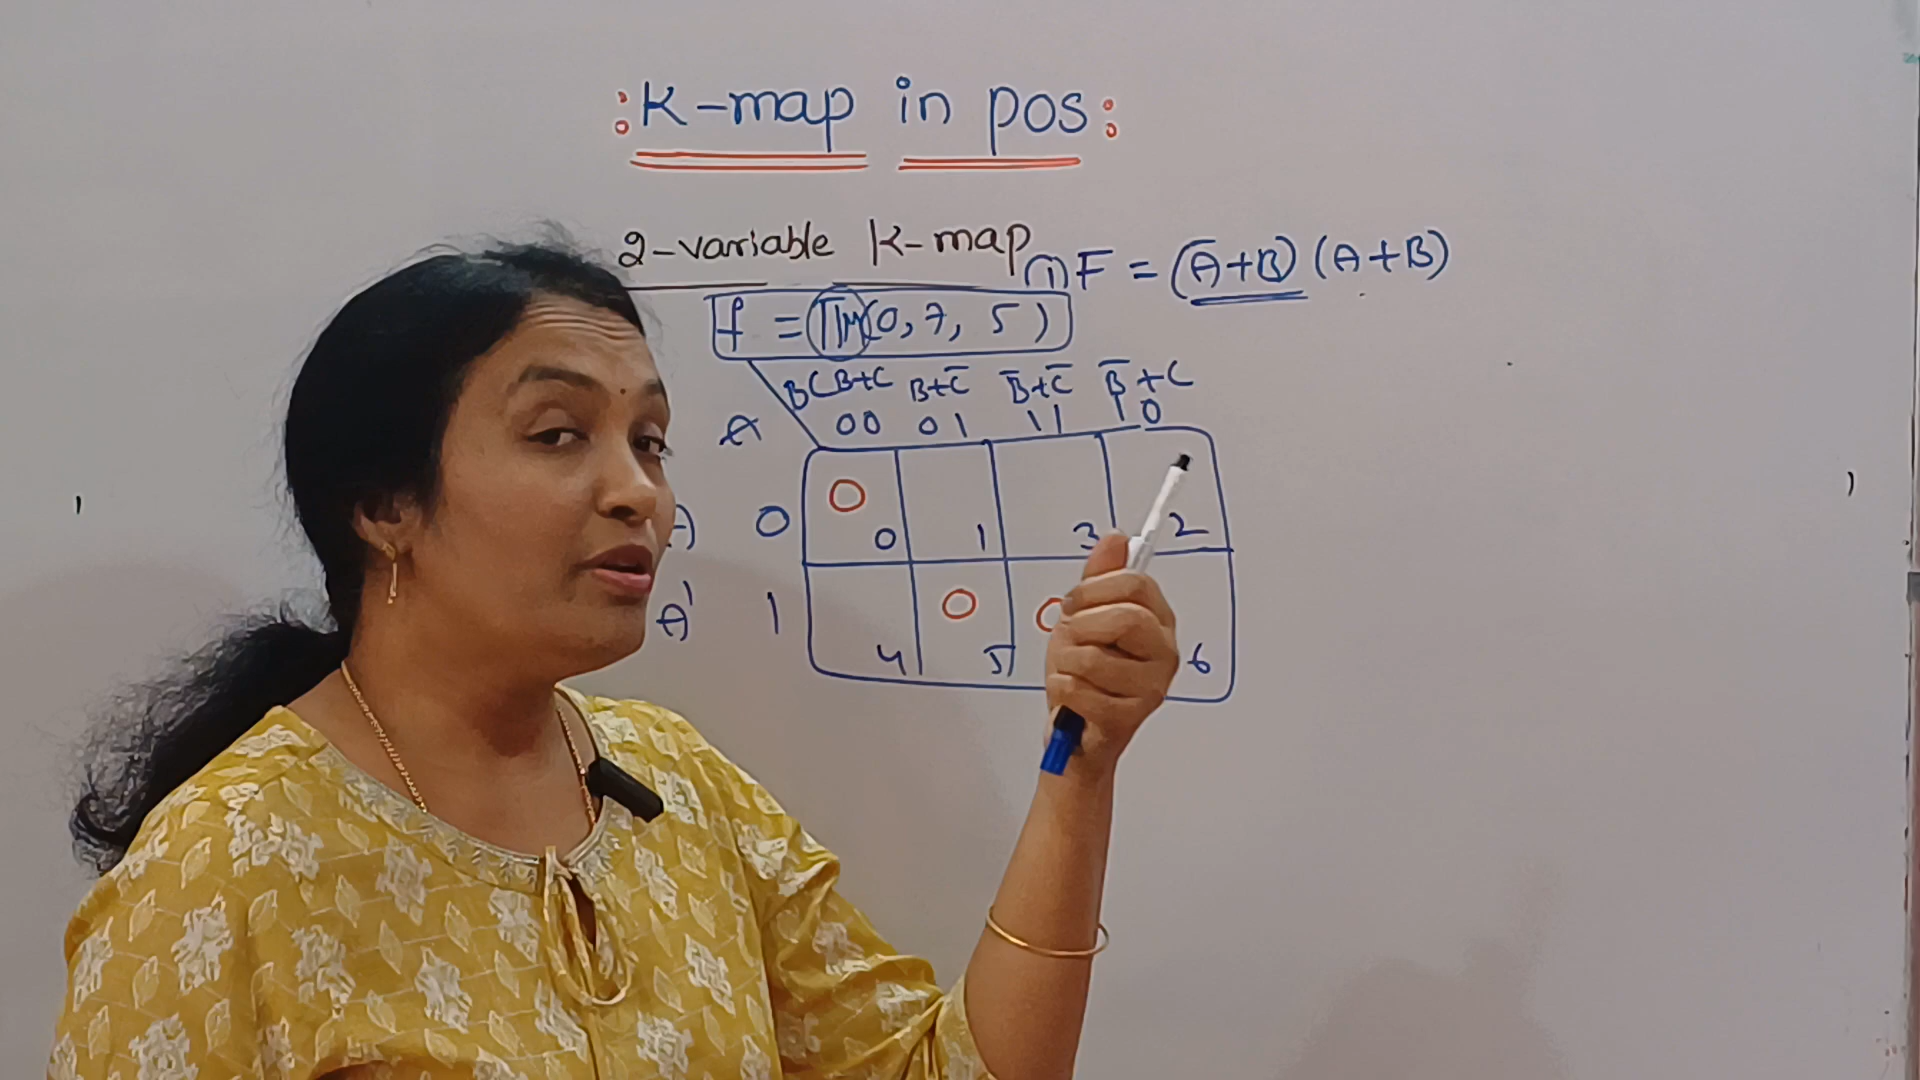 :K-map in pos:
2-variable K-map
(1) F = (A̅+B) (A+B)
f = πM(0, 7, 5)
BC B+C B+C̅ B̅+C̅ B̅+C
A 00 01 11 10
A 0 0 0 1 3 2
A' 1 4 0 5 0 6